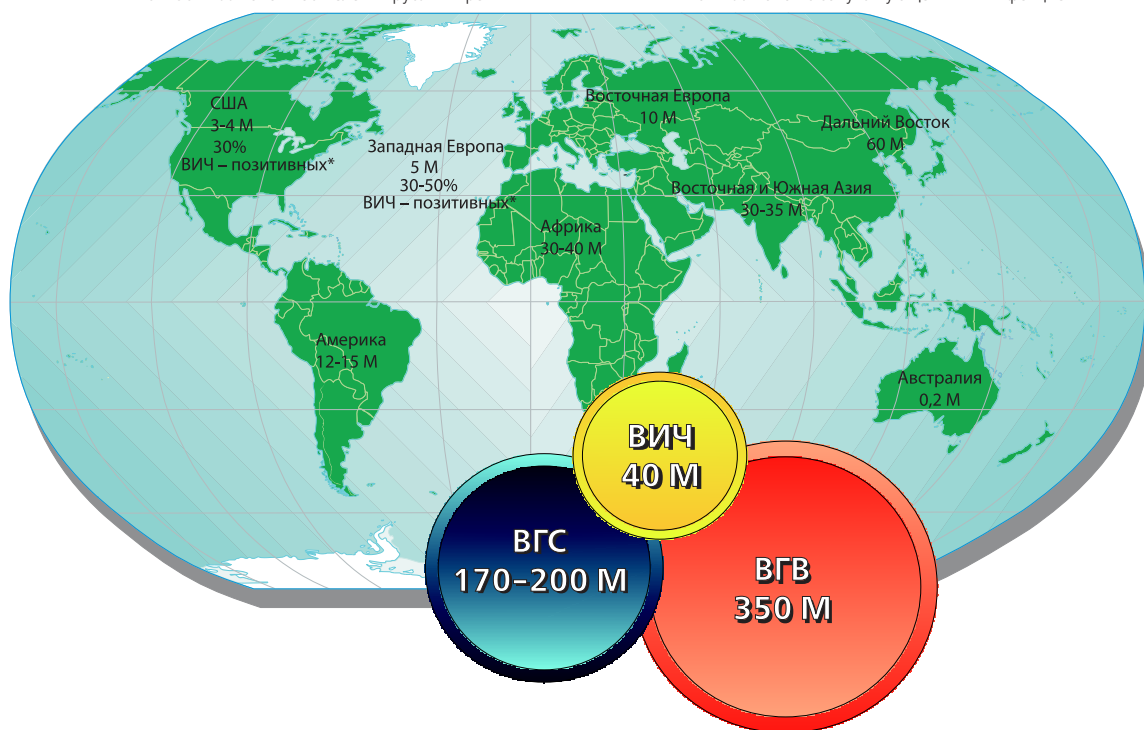 США
3-4 М
30%
ВИЧ – позитивных*
Западная Европа
5 М
30-50%
ВИЧ – позитивных*
Восточная Европа
10 М
Дальний Восток
60 М
Восточная и Южная Азия
30-35 М
Африка
30-40 М
Америка
12-15 М
Австралия
0,2 М
ВИЧ
40 М
ВГС
170–200 М
ВГВ
350 М